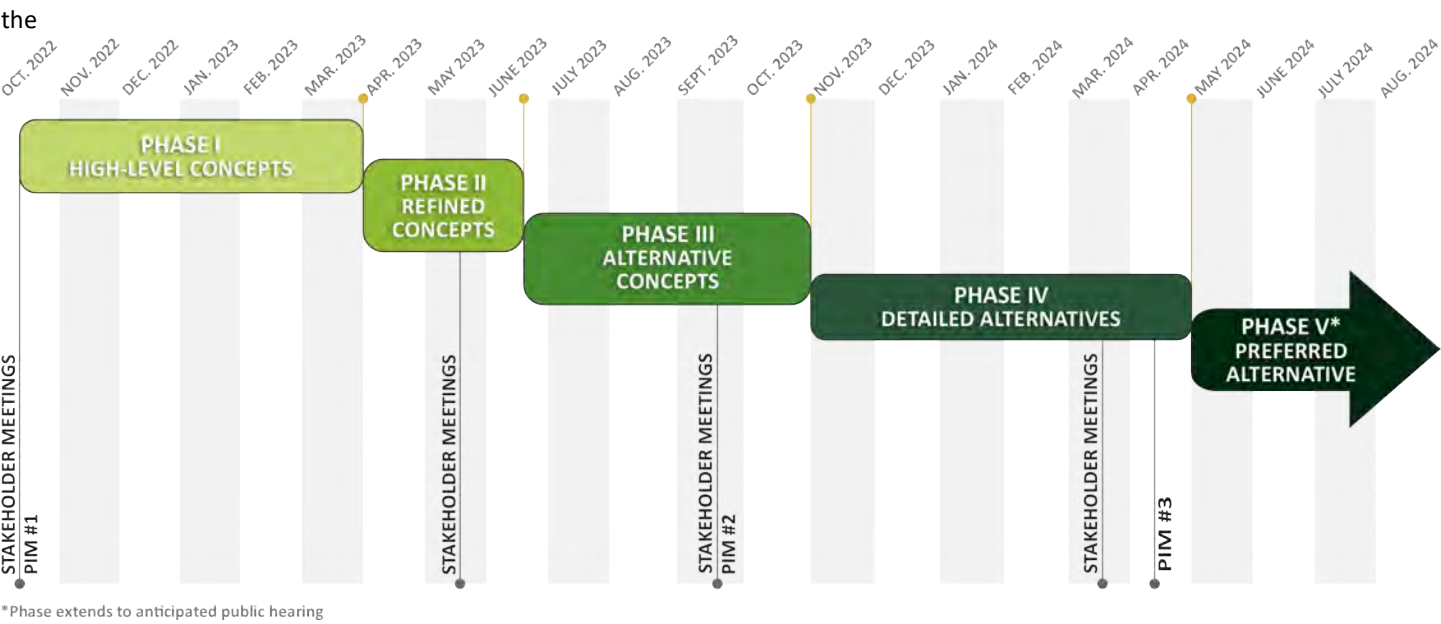 the
OCT. 2022
NOV. 2022
DEC. 2022
JAN. 2023
FEB. 2023
MAR. 2023
APR. 2023
MAY 2023
JUNE 2023
JULY 2023
AUG. 2023
SEPT. 2023
OCT. 2023
NOV. 2023
DEC. 2023
JAN. 2024
FEB. 2024
MAR. 2024
APR. 2024
MAY 2024
JUNE 2024
JULY 2024
AUG. 2024
PHASE I
HIGH-LEVEL CONCEPTS
PHASE II
REFINED
CONCEPTS
PHASE III
ALTERNATIVE
CONCEPTS
PHASE IV
DETAILED ALTERNATIVES
PHASE V*
PREFERRED
ALTERNATIVE
STAKEHOLDER MEETINGS
PIM #1
STAKEHOLDER MEETINGS
STAKEHOLDER MEETINGS
PIM #2
STAKEHOLDER MEETINGS
PIM #3
*Phase extends to anticipated public hearing